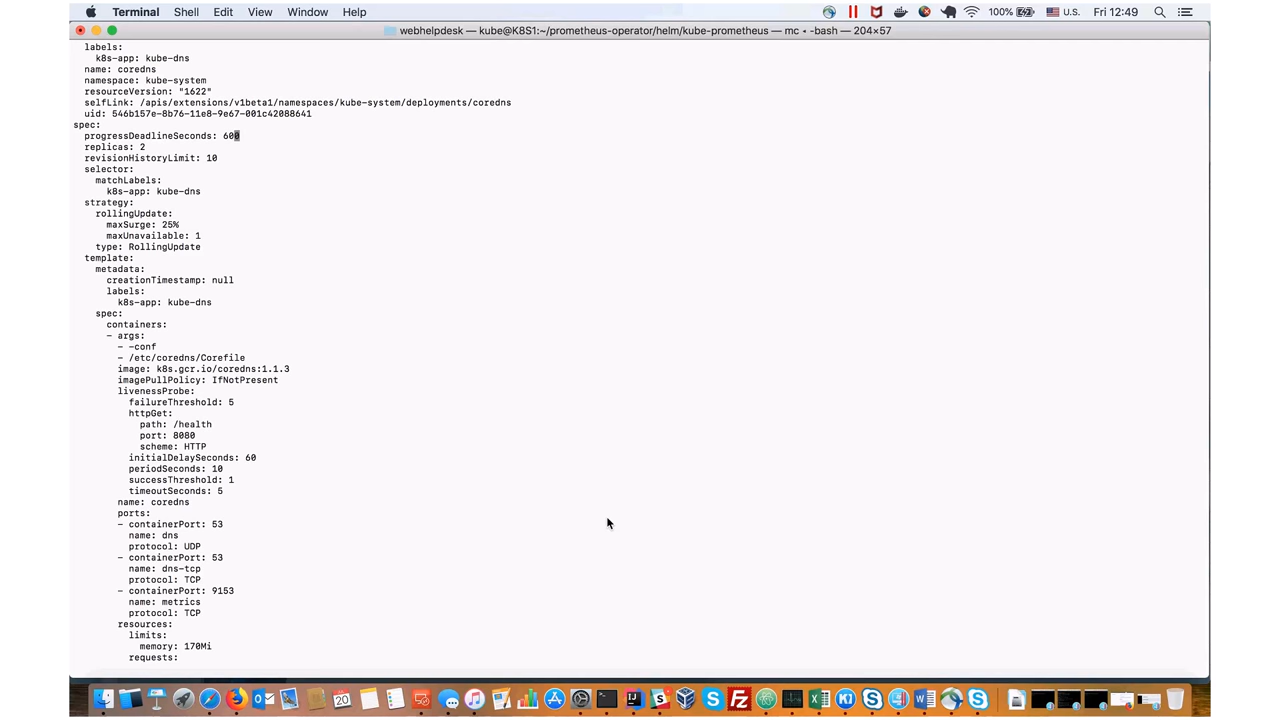 Terminal Shell Edit View Window Help 100% U.S. Fri 12:49
webhelpdesk — kube@K8S1:~/prometheus-operator/helm/kube-prometheus — mc ◂ -bash — 204×57
labels:
k8s-app: kube-dns
name: coredns
namespace: kube-system
resourceVersion: "1622"
selfLink: /apis/extensions/v1beta1/namespaces/kube-system/deployments/coredns
uid: 546b157e-8b76-11e8-9e67-001c42088641
spec:
progressDeadlineSeconds: 600
replicas: 2
revisionHistoryLimit: 10
selector:
matchLabels:
k8s-app: kube-dns
strategy:
rollingUpdate:
maxSurge: 25%
maxUnavailable: 1
type: RollingUpdate
template:
metadata:
creationTimestamp: null
labels:
k8s-app: kube-dns
spec:
containers:
- args:
- -conf
- /etc/coredns/Corefile
image: k8s.gcr.io/coredns:1.1.3
imagePullPolicy: IfNotPresent
livenessProbe:
failureThreshold: 5
httpGet:
path: /health
port: 8080
scheme: HTTP
initialDelaySeconds: 60
periodSeconds: 10
successThreshold: 1
timeoutSeconds: 5
name: coredns
ports:
- containerPort: 53
name: dns
protocol: UDP
- containerPort: 53
name: dns-tcp
protocol: TCP
- containerPort: 9153
name: metrics
protocol: TCP
resources:
limits:
memory: 170Mi
requests:
20